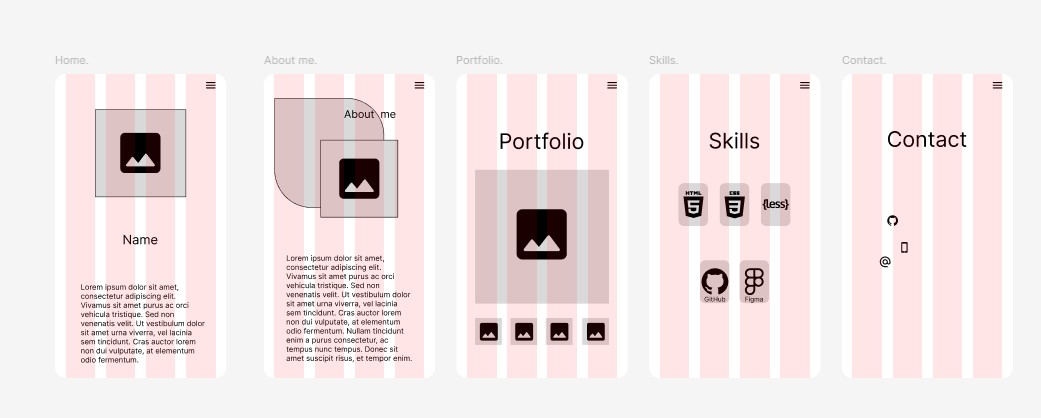 Home.
About me.
Portfolio.
Skills.
Contact.
Name
Lorem ipsum dolor sit amet,
consectetur adipiscing elit.
Vivamus sit amet purus ac orci
vehicula tristique. Sed non
venenatis velit. Ut vestibulum dolor
sit amet urna viverra, vel lacinia
sem tincidunt. Cras auctor lorem ipsum
non dui vulputate, at elementum
odio fermentum.
About me
Lorem ipsum dolor sit amet,
consectetur adipiscing elit.
Vivamus sit amet purus ac orci
vehicula tristique. Sed non
venenatis velit. Ut vestibulum dolor
sit amet urna viverra, vel lacinia
sem tincidunt. Cras auctor lorem ipsum
non dui vulputate, at elementum
odio fermentum. Nullam tincidunt
enim a purus consectetur, ac
tempus nunc tempus. Donec sit
amet suscipit risus, et tempor enim.
Portfolio
Skills
HTML
5
CSS
3
{less}
GitHub
Figma
Contact
@